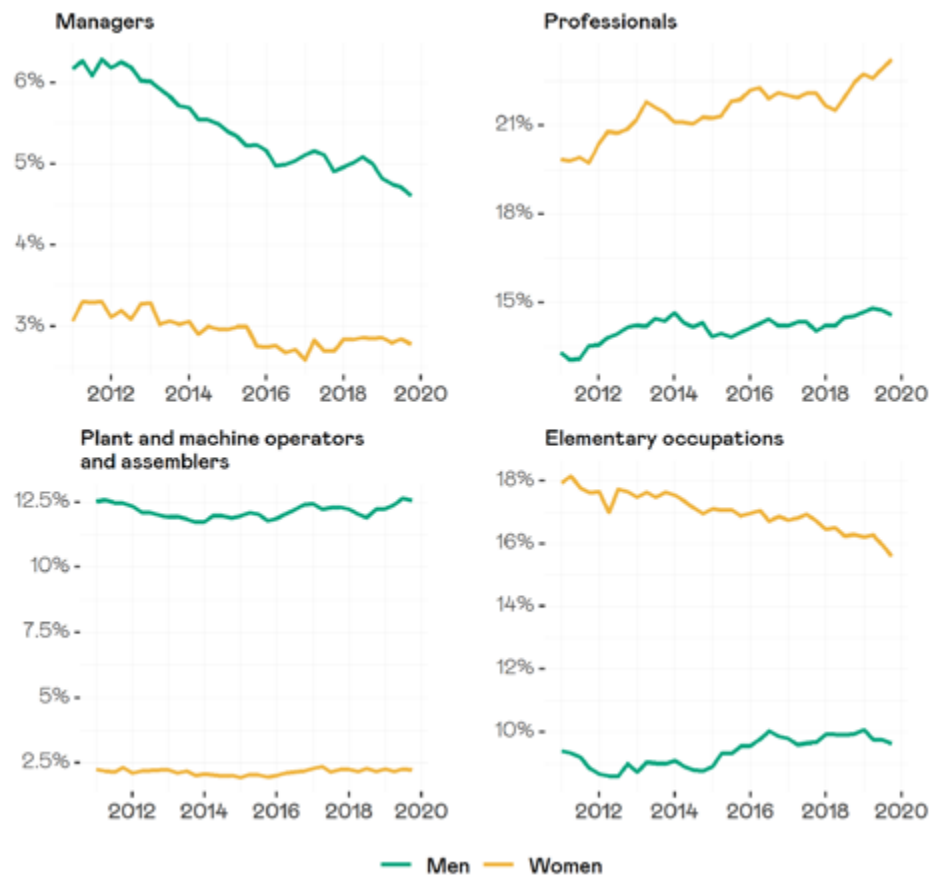 Managers
6% -
5% -
4% -
3% -
2012 2014 2016 2018 2020
Professionals
21% -
18% -
15% -
2012 2014 2016 2018 2020
Plant and machine operators
and assemblers
12.5% -
10% -
7.5% -
5% -
2.5% -
2012 2014 2016 2018 2020
Elementary occupations
18% -
16% -
14% -
12% -
10% -
2012 2014 2016 2018 2020
Men Women